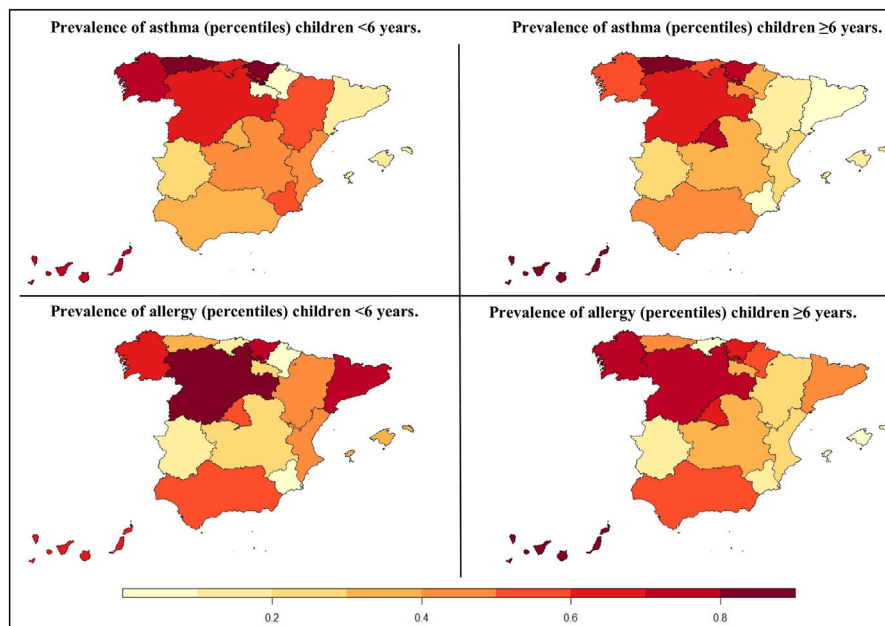 Prevalence of asthma (percentiles) children <6 years.
Prevalence of asthma (percentiles) children ≥6 years.
Prevalence of allergy (percentiles) children <6 years.
Prevalence of allergy (percentiles) children ≥6 years.
0.2 0.4 0.6 0.8